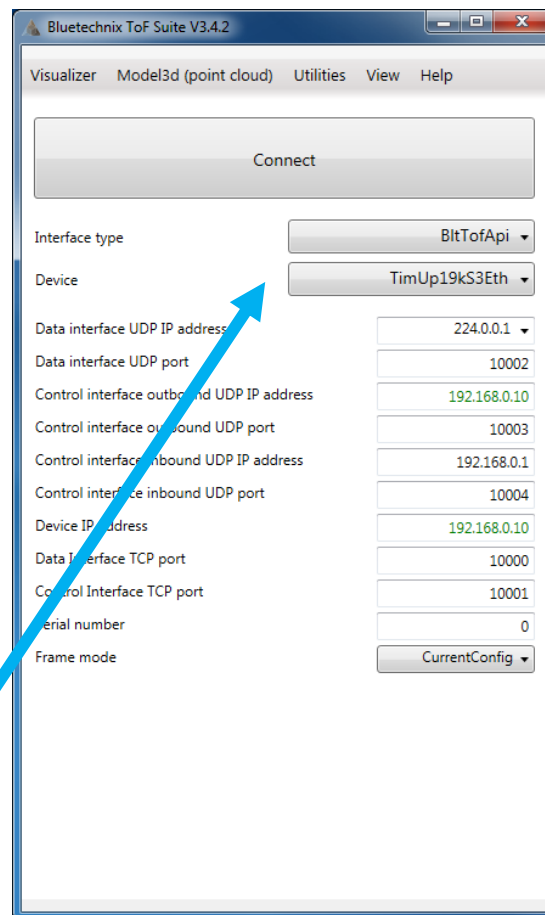 Bluetechnix ToF Suite V3.4.2
Visualizer Model3d (point cloud) Utilities View Help
Connect
Interface type BltTofApi
Device TimUp19kS3Eth
Data interface UDP IP address 224.0.0.1
Data interface UDP port 10002
Control interface outbound UDP IP address 192.168.0.10
Control interface outbound UDP port 10003
Control interface inbound UDP IP address 192.168.0.1
Control interface inbound UDP port 10004
Device IP address 192.168.0.10
Data Interface TCP port 10000
Control Interface TCP port 10001
Serial number 0
Frame mode CurrentConfig